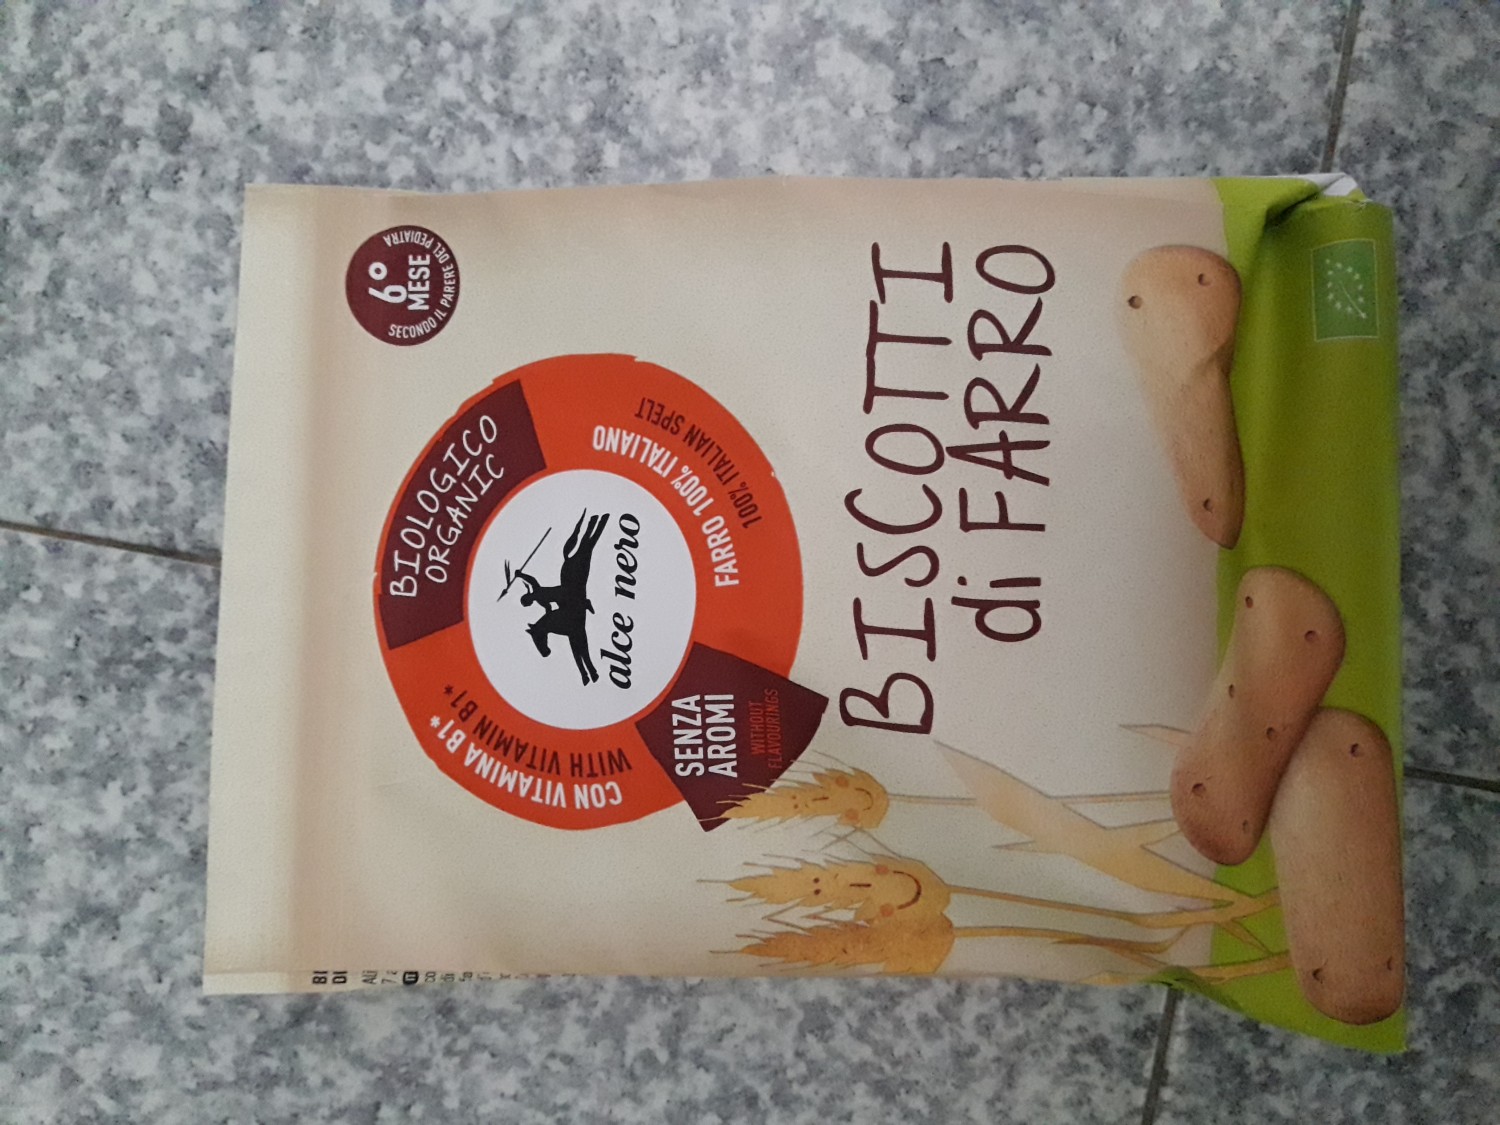 6º
MESE
SECONDO IL PARERE DEL PEDIATRA
BIOLOGICO
ORGANIC
FARRO 100% ITALIANO
100% ITALIAN SPELT
CON VITAMINA B1*
WITH VITAMIN B1*
alce nero
SENZA
AROMI
WITHOUT
FLAVOURINGS
BISCOTTI
di FARRO